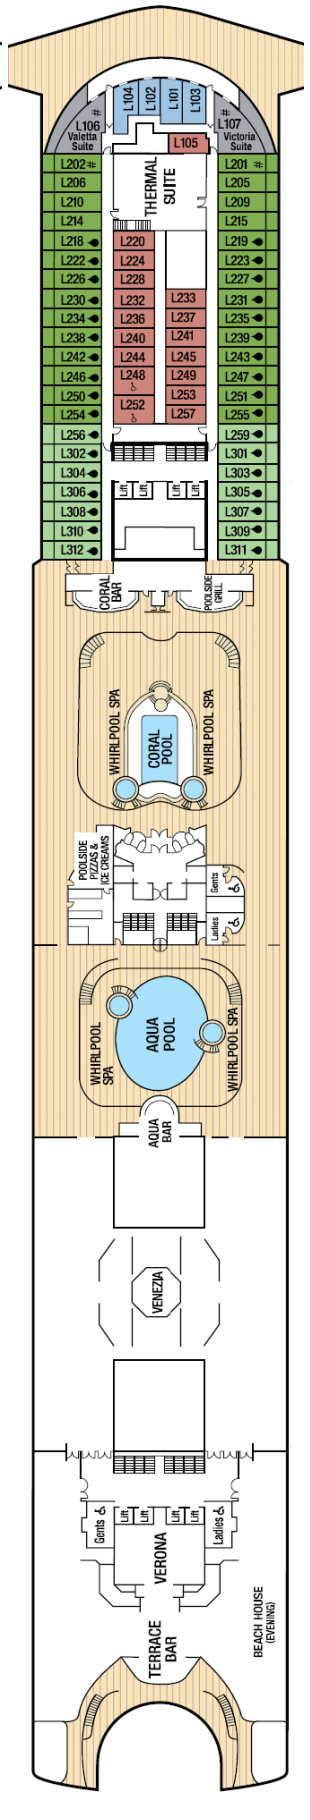 L104
L102
L101
L103
#
L106
Valetta
Suite
#
L107
Victoria
Suite
L105
THERMAL
SUITE
L202 #
L206
L210
L214
L218
L222
L226
L230
L234
L238
L242
L246
L250
L254
L256
L302
L304
L306
L308
L310
L312
L220
L224
L228
L232
L236
L240
L244
L248
L252
L233
L237
L241
L245
L249
L253
L257
L201 #
L205
L209
L215
L219
L223
L227
L231
L235
L239
L243
L247
L251
L255
L259
L301
L303
L305
L307
L309
L311
Lift
Lift
Lift
Lift
CORAL
BAR
POOLSIDE
GRILL
WHIRLPOOL SPA
CORAL
POOL
WHIRLPOOL SPA
POOLSIDE
PIZZAS &
ICE CREAMS
Gents
Ladies
WHIRLPOOL
SPA
AQUA
POOL
WHIRLPOOL SPA
AQUA
BAR
VENEZIA
Gents
Lift
Lift
Lift
Lift
Ladies
VERONA
TERRACE
BAR
BEACH HOUSE
(EVENING)